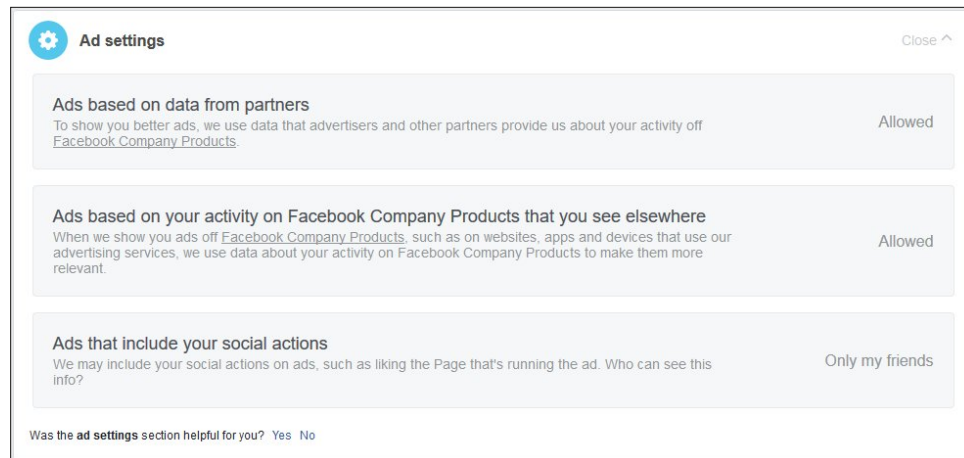 Ad settings
Close
Ads based on data from partners
To show you better ads, we use data that advertisers and other partners provide us about your activity off
Facebook Company Products.
Allowed
Ads based on your activity on Facebook Company Products that you see elsewhere
When we show you ads off Facebook Company Products, such as on websites, apps and devices that use our
advertising services, we use data about your activity on Facebook Company Products to make them more
relevant.
Allowed
Ads that include your social actions
We may include your social actions on ads, such as liking the Page that's running the ad. Who can see this
info?
Only my friends
Was the ad settings section helpful for you? Yes No